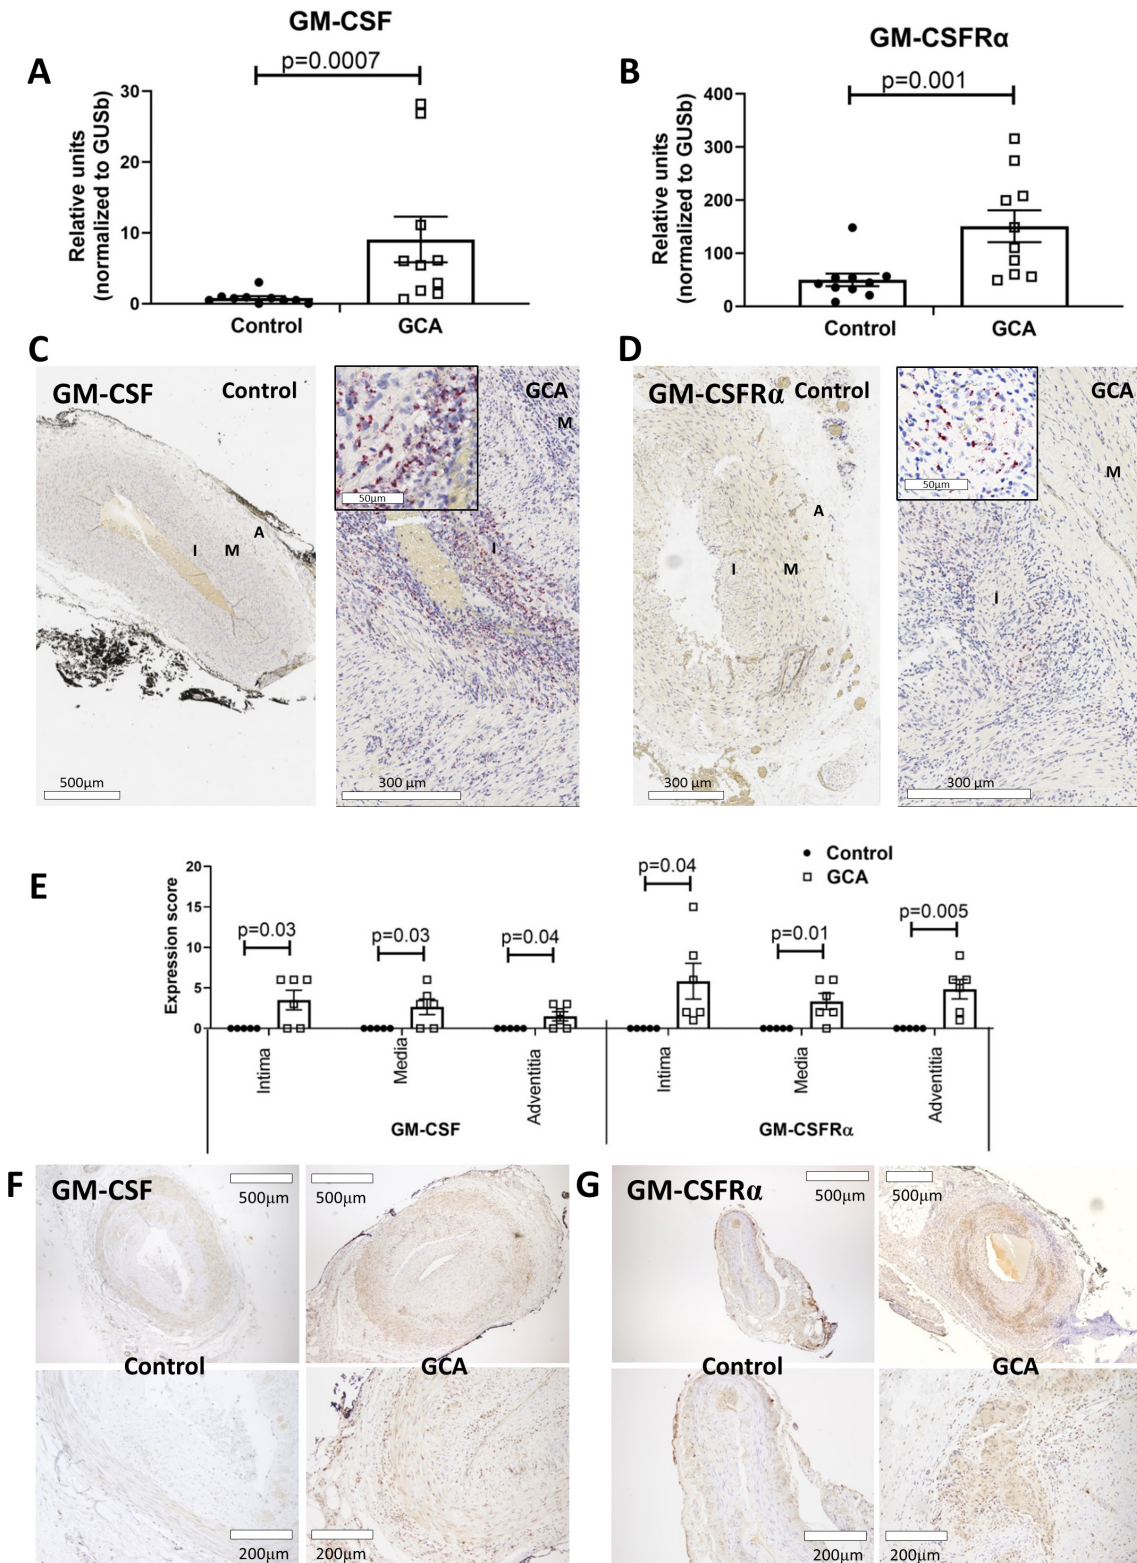 GM-CSF
A
p=0.0007
Relative units
(normalized to GUSb)
30
20
10
0
Control
GCA
GM-CSFRα
B
p=0.001
Relative units
(normalized to GUSb)
400
300
200
100
0
Control
GCA
C
GM-CSF
Control
I
M
A
500μm
GCA
M
I
50μm
300 μm
D
GM-CSFRα
Control
I
M
A
300 μm
GCA
M
I
50μm
300 μm
E
Expression score
20
15
10
5
0
p=0.03
p=0.03
p=0.04
p=0.04
p=0.01
p=0.005
Control
GCA
Intima
Media
Adventitia
Intima
Media
Adventitia
GM-CSF
GM-CSFRα
F
GM-CSF
500μm
500μm
Control
GCA
200μm
200μm
G
GM-CSFRα
500μm
500μm
Control
GCA
200μm
200μm